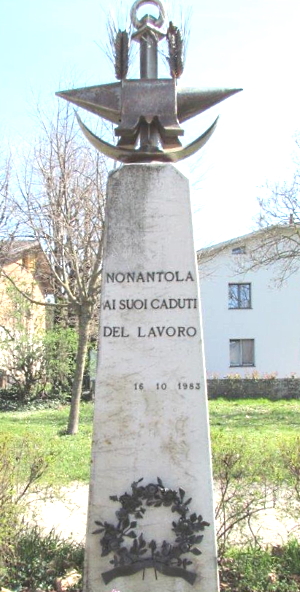 NONANTOLA
AI SUOI CADUTI
DEL LAVORO
16 10 1983